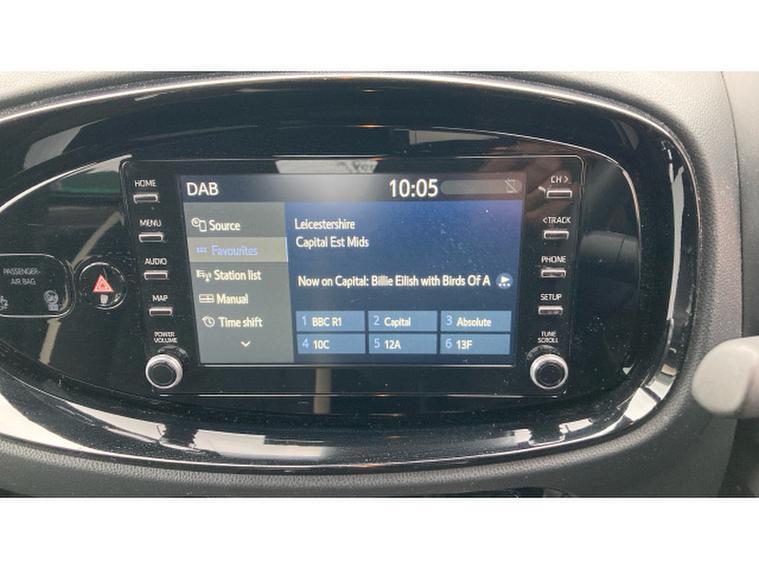 DAB
10:05
Source
Favourites
Station list
Manual
Time shift
Leicestershire
Capital Est Mids
Now on Capital: Billie Eilish with Birds Of A
1 BBC R1 2 Capital 3 Absolute
4 10C 5 12A 6 13F
HOME
MENU
AUDIO
MAP
POWER
VOLUME
CH >
< TRACK
PHONE
SETUP
TUNE
SCROLL
PASSENGER
AIR BAG